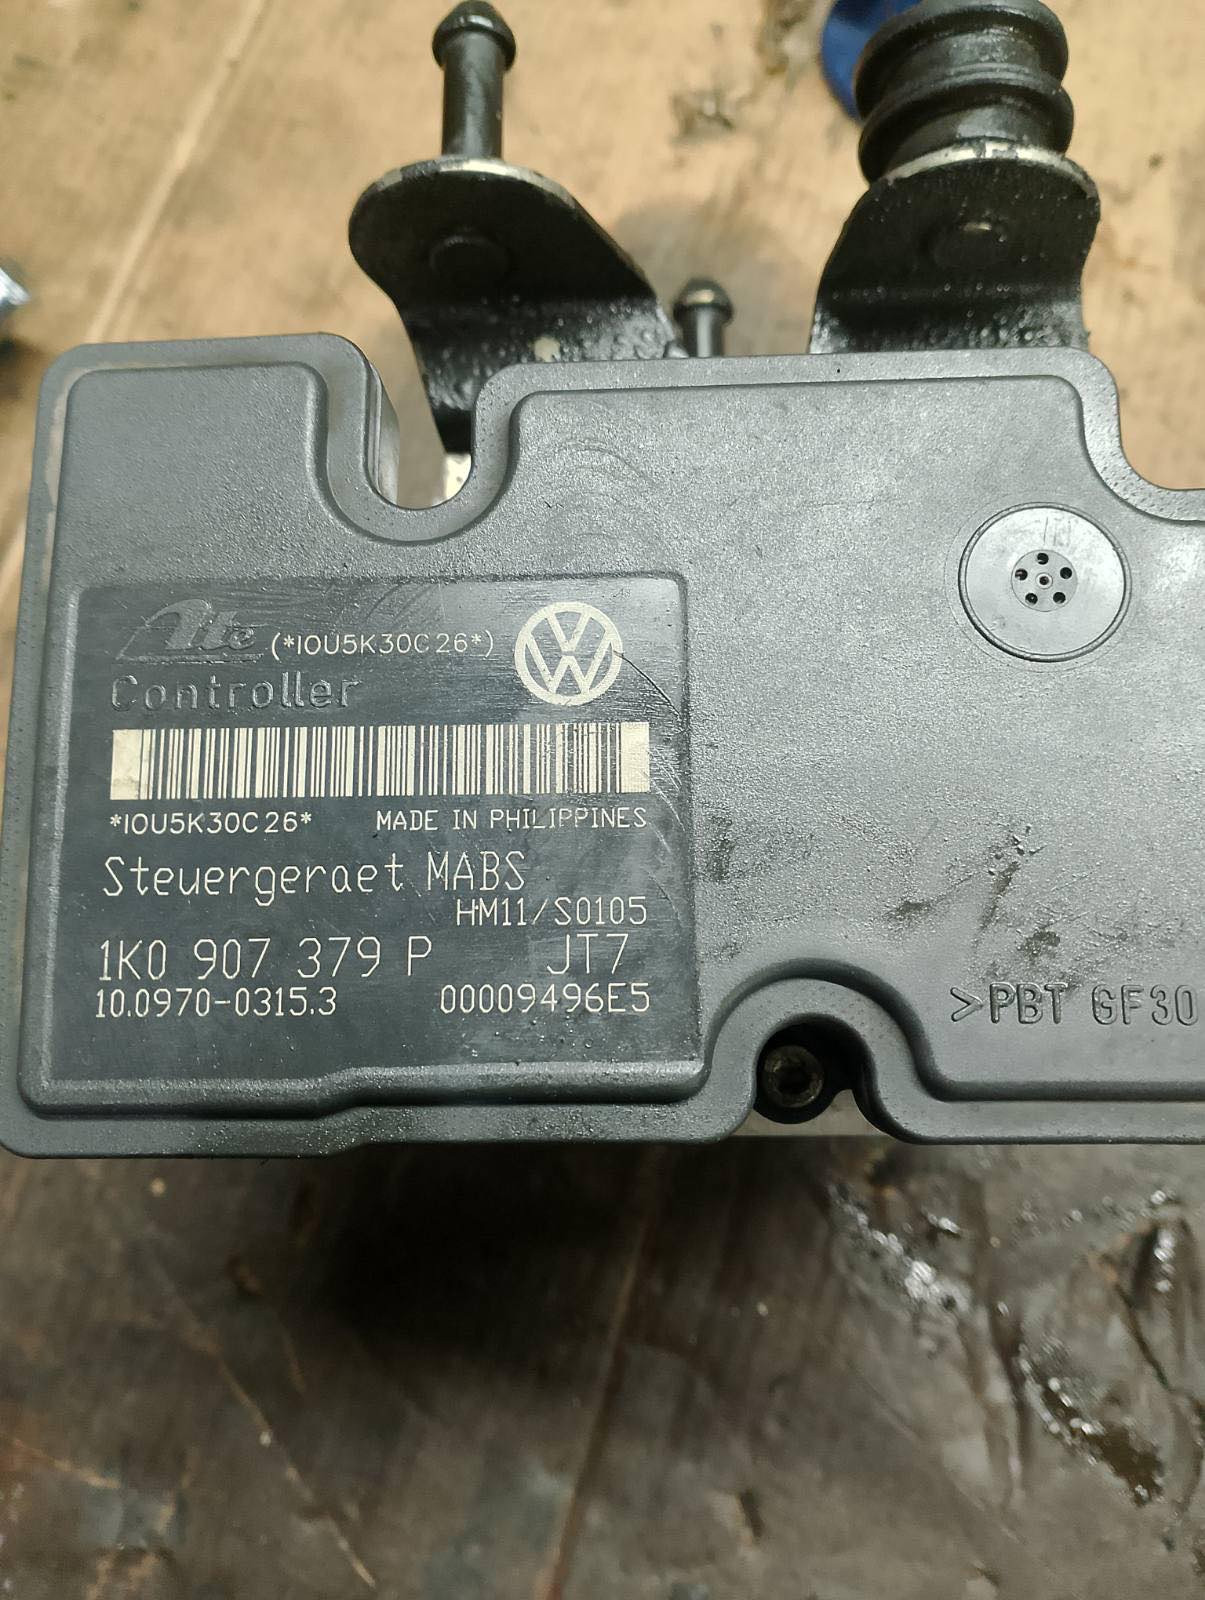 Ate (*IOU5K30C26*)
Controller
*IOU5K30C26* MADE IN PHILIPPINES
Steuergeraet MABS
HM11/S0105
1K0 907 379 P JT7
10.0970-0315.3 00009496E5
>PBT GF30